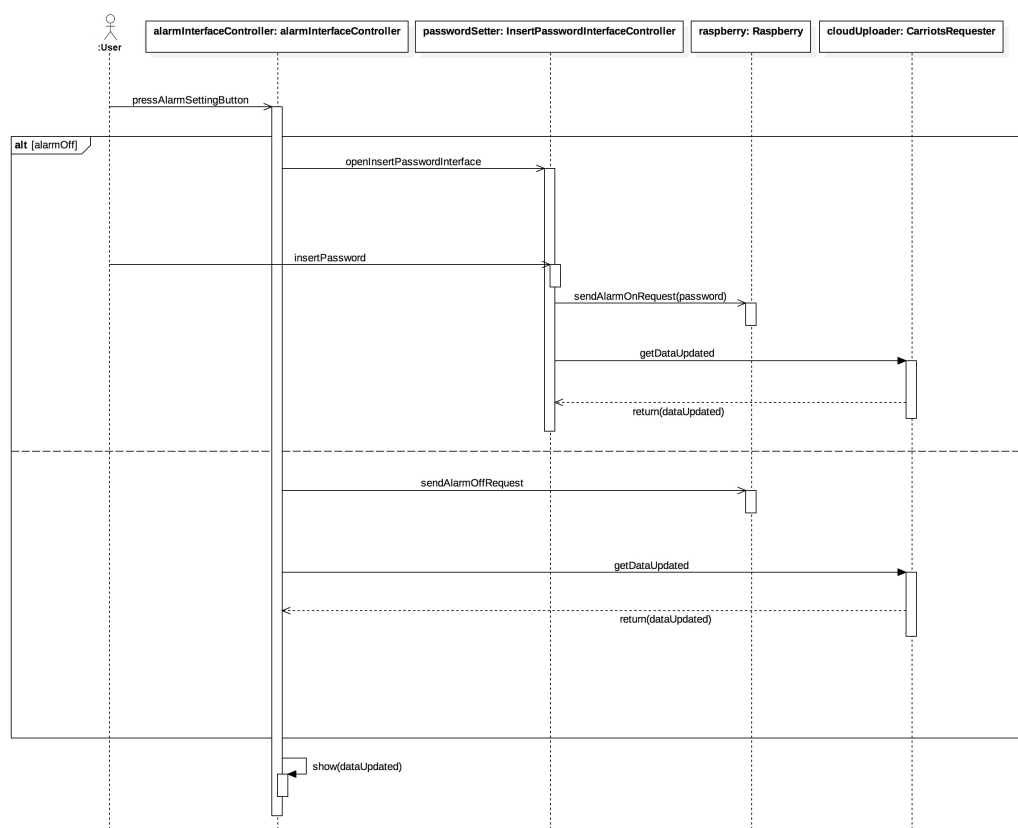 :User
alarmInterfaceController: alarmInterfaceController
passwordSetter: InsertPasswordInterfaceController
raspberry: Raspberry
cloudUploader: CarriotsRequester
pressAlarmSettingButton
alt [alarmOff]
openInsertPasswordInterface
insertPassword
sendAlarmOnRequest(password)
getDataUpdated
return(dataUpdated)
sendAlarmOffRequest
getDataUpdated
return(dataUpdated)
show(dataUpdated)